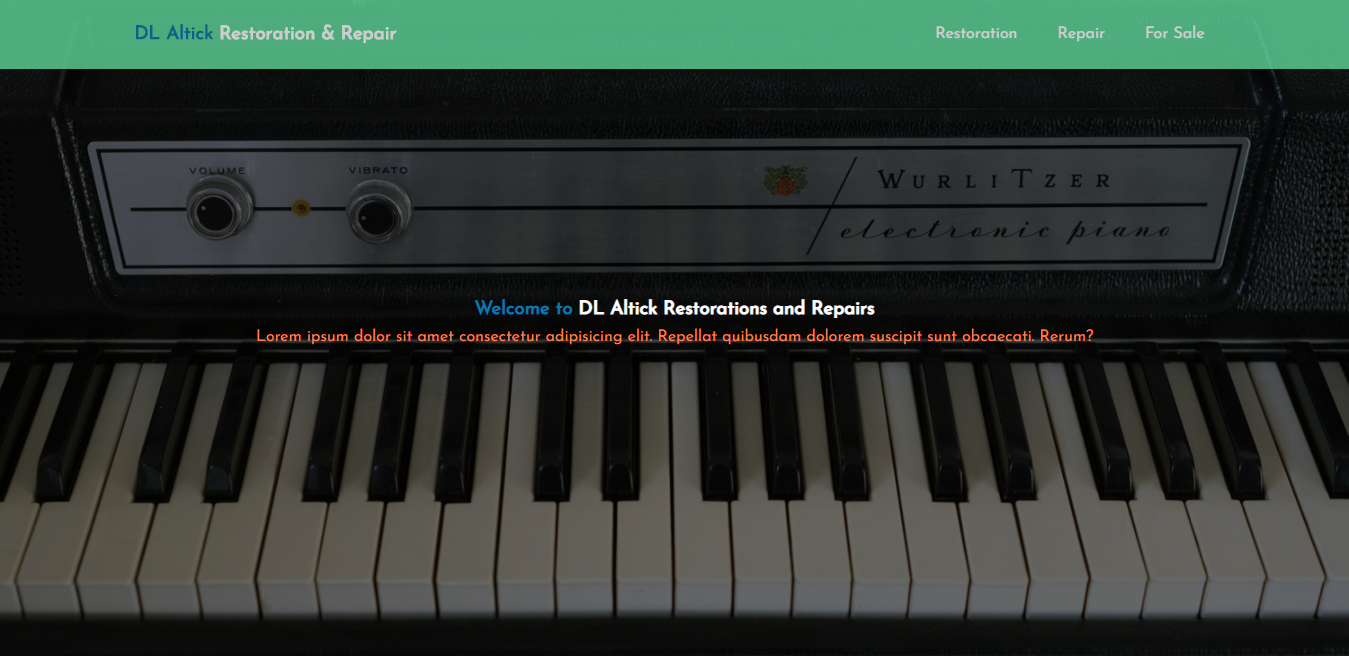 DL Altick Restoration & Repair
Restoration Repair For Sale
VOLUME VIBRATO
WURLITZER
electronic piano
Welcome to DL Altick Restorations and Repairs
Lorem ipsum dolor sit amet consectetur adipisicing elit. Repellat quibusdam dolorem suscipit sunt obcaecati. Rerum?